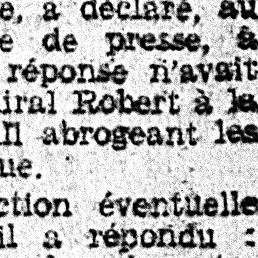 e, a déclaré, au
e de presse, à
réponse n'avait
iral Robert à la
Il abrogeant les
ue.
ction éventuelle
il a répondu :